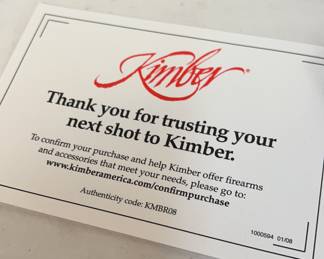 Kimber®
Thank you for trusting your
next shot to Kimber.
To confirm your purchase and help Kimber offer firearms
and accessories that meet your needs, please go to:
www.kimberamerica.com/confirmpurchase
Authenticity code: KMBR08
1000594 01/08